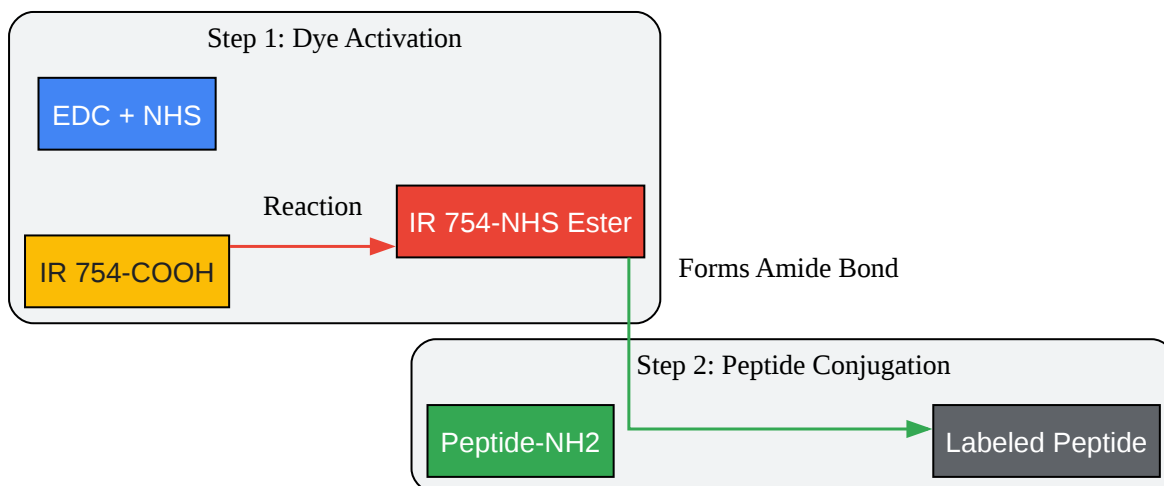 Step 1: Dye Activation
EDC + NHS
Reaction
IR 754-NHS Ester
IR 754-COOH
Forms Amide Bond
Step 2: Peptide Conjugation
Peptide-NH2
Labeled Peptide